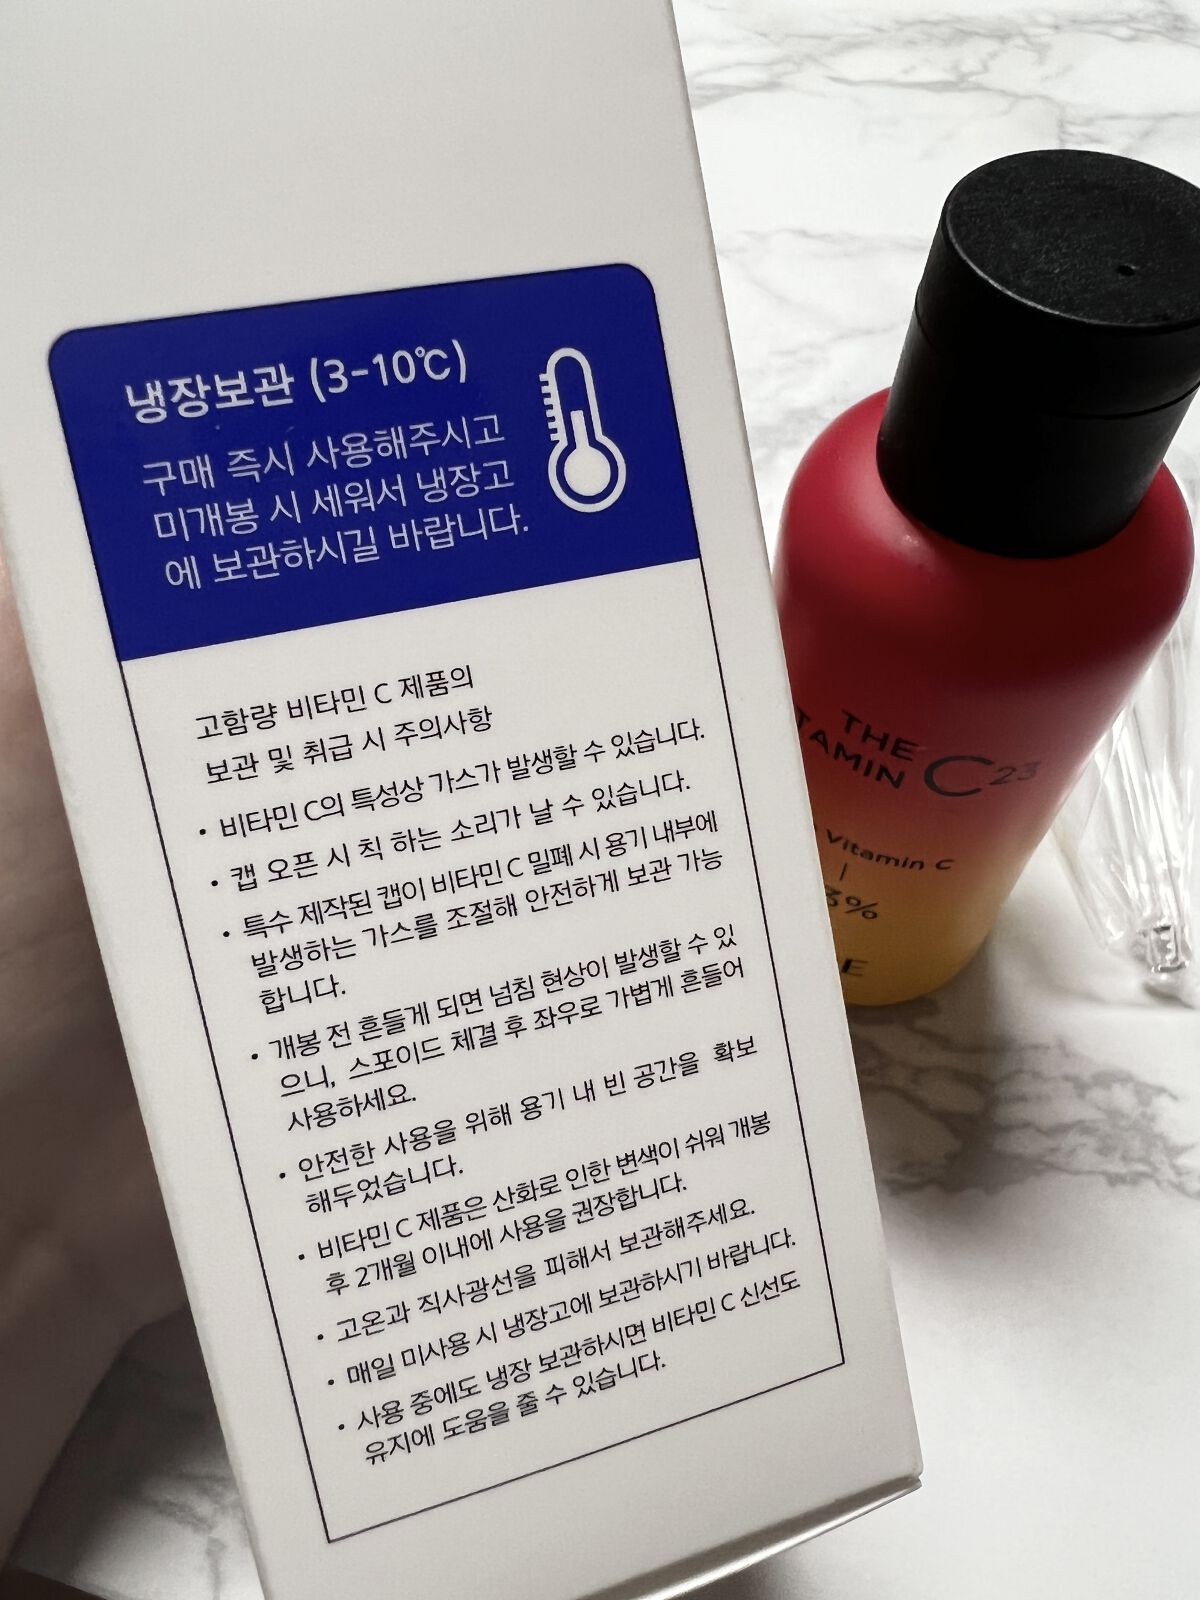 냉장보관 (3-10℃)
구매 즉시 사용해주시고
미개봉 시 세워서 냉장고
에 보관하시길 바랍니다.
고함량 비타민 C 제품의
보관 및 취급 시 주의사항
• 비타민 C의 특성상 가스가 발생할 수 있습니다.
• 캡 오픈 시 칙 하는 소리가 날 수 있습니다.
• 특수 제작된 캡이 비타민 C 밀폐 시 용기 내부에
발생하는 가스를 조절해 안전하게 보관 가능
합니다.
• 개봉 전 흔들게 되면 넘침 현상이 발생할 수 있
으니, 스포이드 체결 후 좌우로 가볍게 흔들어
사용하세요.
• 안전한 사용을 위해 용기 내 빈 공간을 확보
해두었습니다.
• 비타민 C 제품은 산화로 인한 변색이 쉬워 개봉
후 2개월 이내에 사용을 권장합니다.
• 고온과 직사광선을 피해서 보관해주세요.
• 매일 미사용 시 냉장고에 보관하시기 바랍니다.
• 사용 중에도 냉장 보관하시면 비타민 C 신선도
유지에 도움을 줄 수 있습니다.
THE
TAMIN C23
Vitamin C
3%